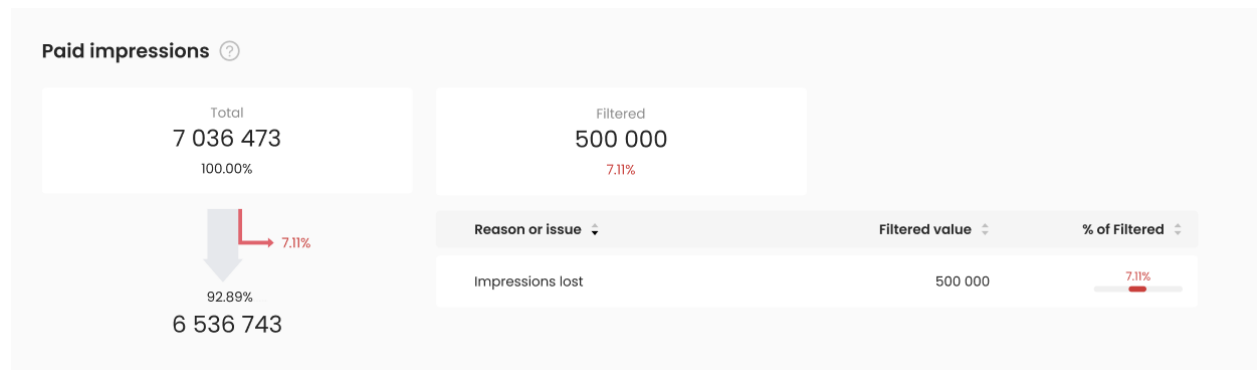 Paid impressions ?
Total
7 036 473
100.00%
Filtered
500 000
7.11%
7.11%
92.89%
6 536 743
Reason or issue Filtered value % of Filtered
Impressions lost 500 000 7.11%